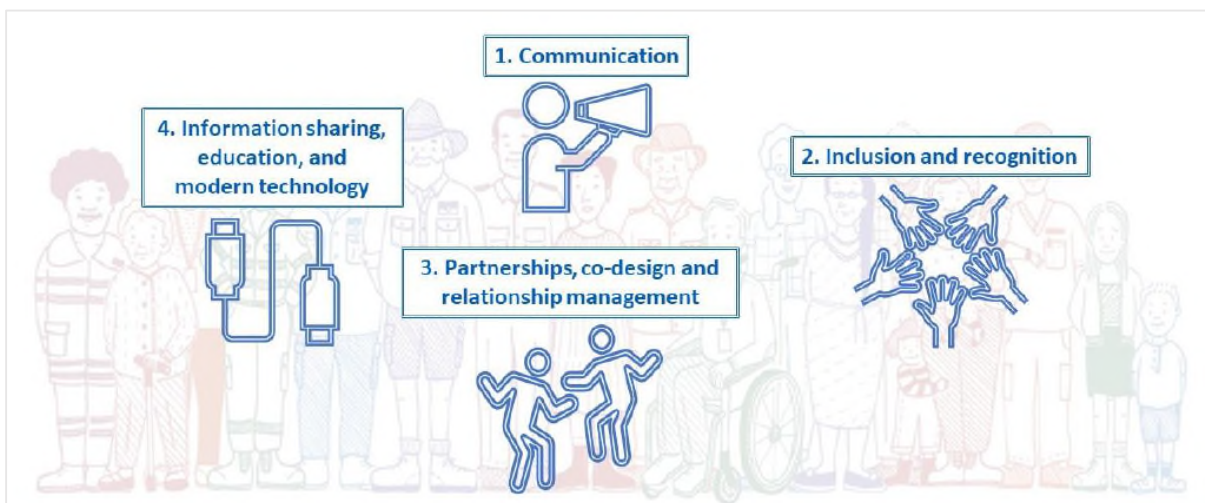 1. Communication
2. Inclusion and recognition
3. Partnerships, co-design and
relationship management
4. Information sharing,
education, and
modern technology